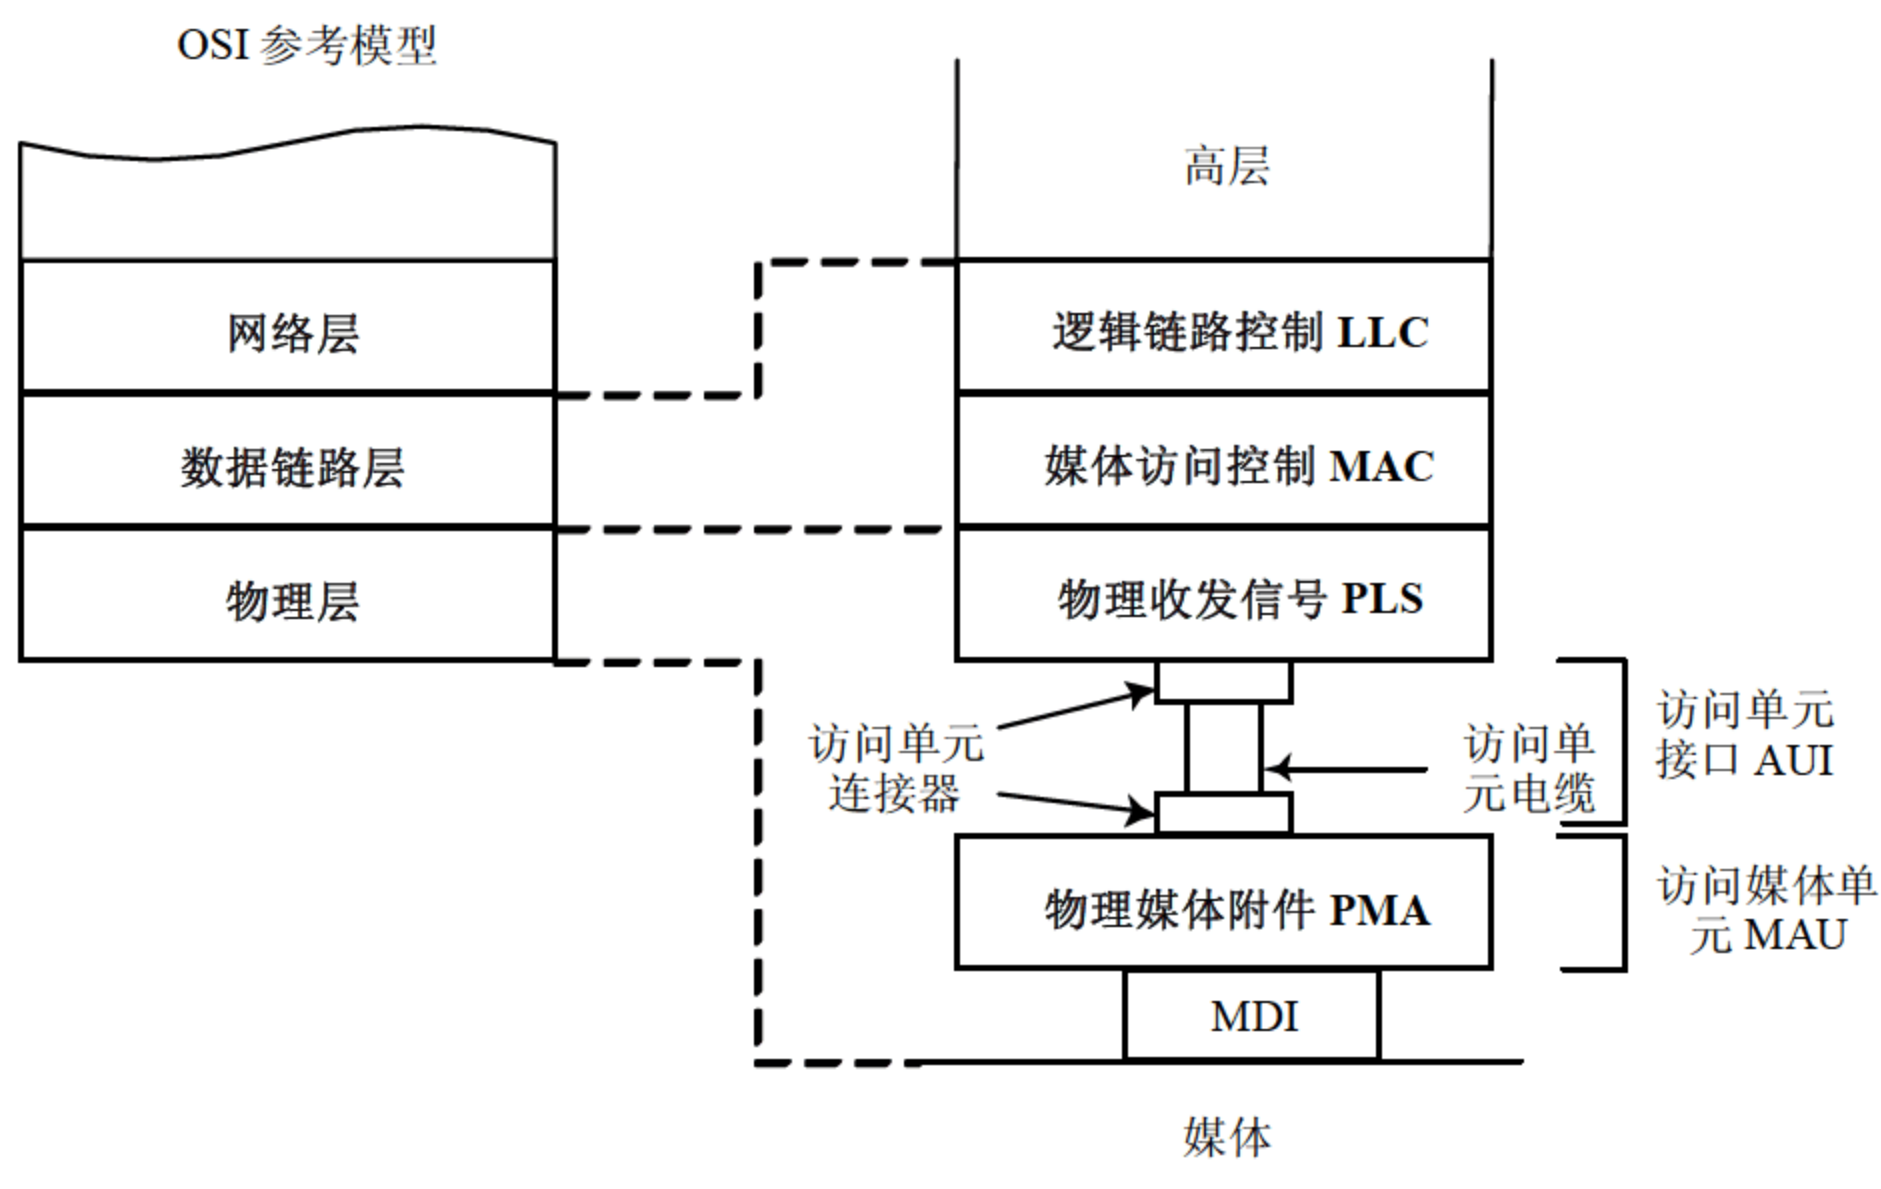 OSI 参考模型
网络层
数据链路层
物理层
高层
逻辑链路控制 LLC
媒体访问控制 MAC
物理收发信号 PLS
访问单元
连接器
访问单
元电缆
访问单元
接口 AUI
物理媒体附件 PMA
访问媒体单
元 MAU
MDI
媒体